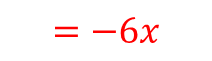 = −6x